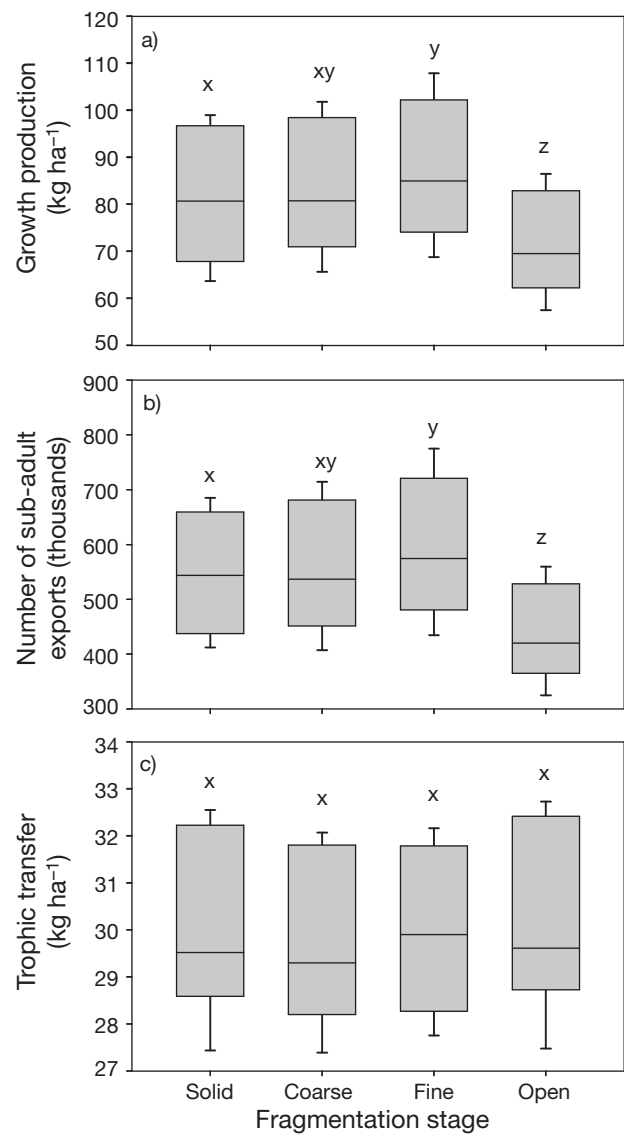 a)
Growth production
(kg ha⁻¹)
120
110
100
90
80
70
60
50
x
xy
y
z
b)
Number of sub-adult
exports (thousands)
900
800
700
600
500
400
300
x
xy
y
z
c)
Trophic transfer
(kg ha⁻¹)
34
33
32
31
30
29
28
27
x
x
x
x
Solid Coarse Fine Open
Fragmentation stage